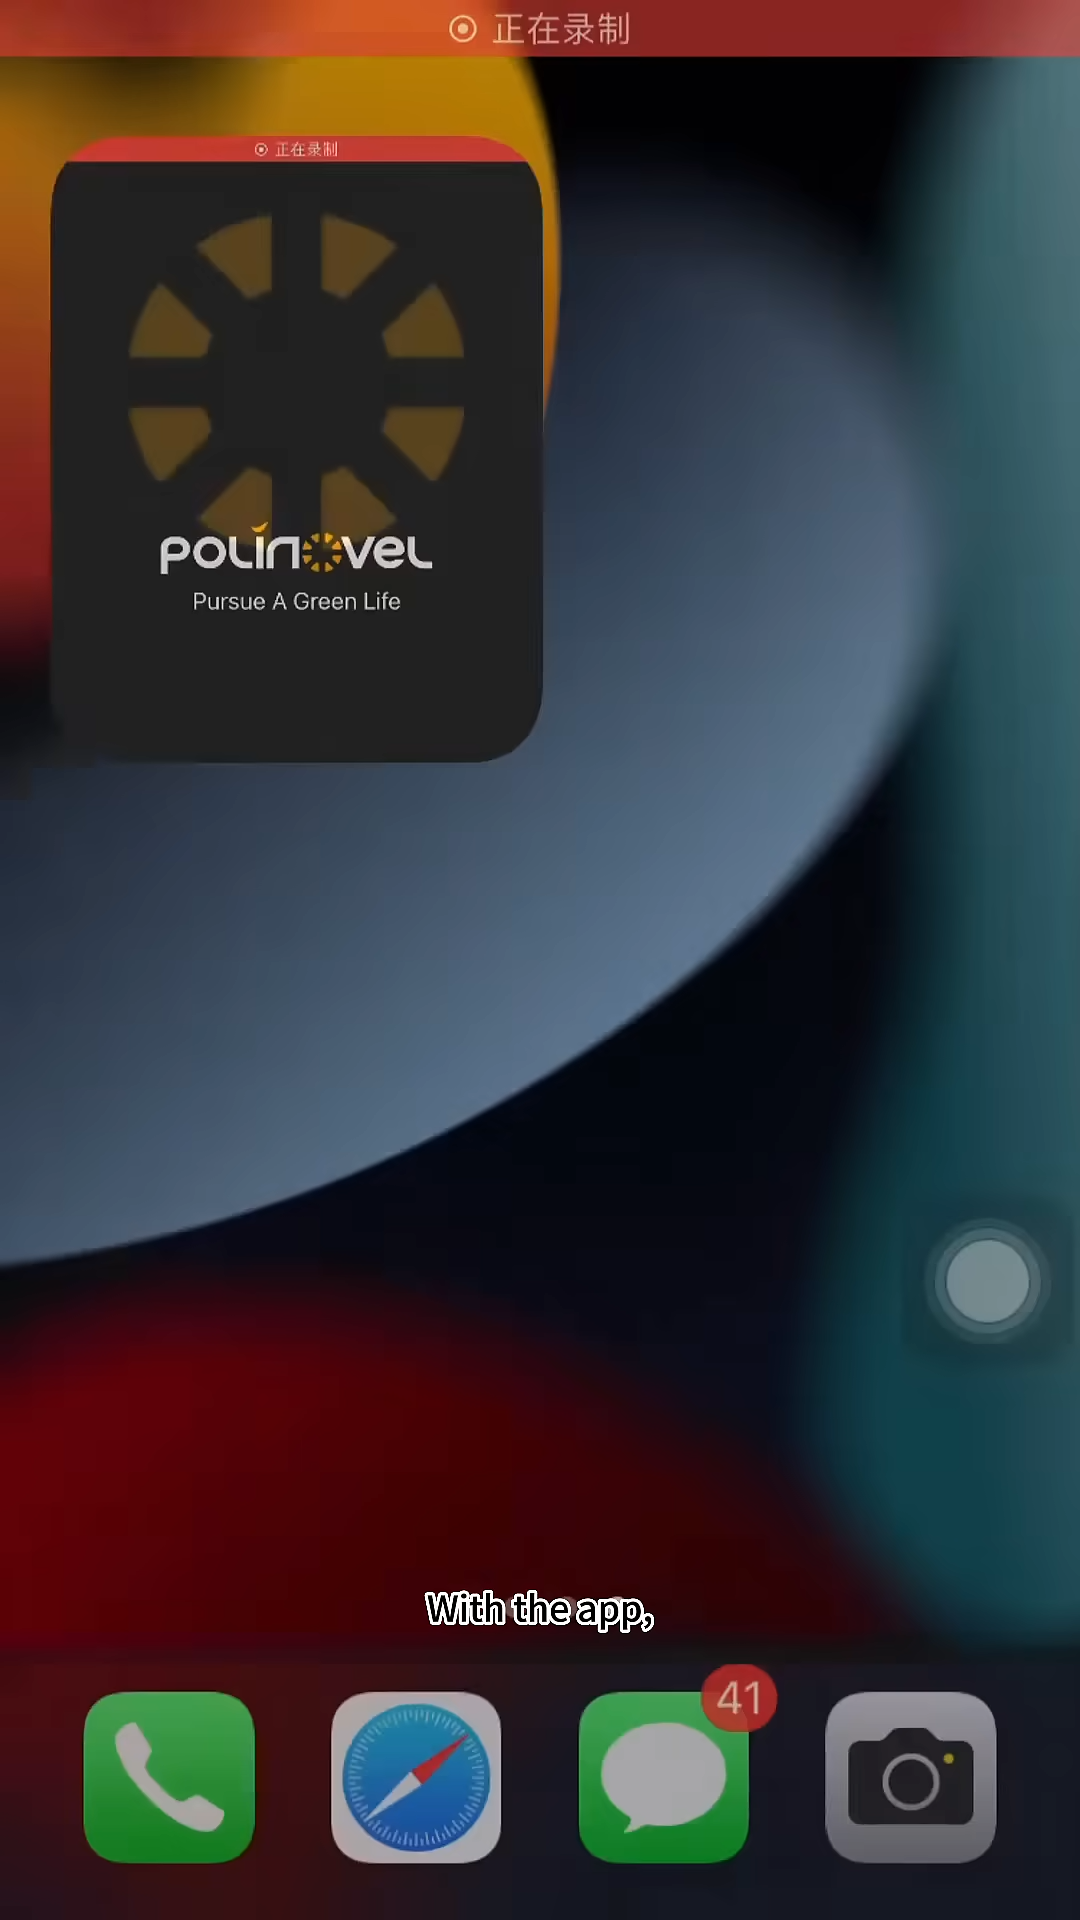 正在录制
正在录制
POLINOVEL
Pursue A Green Life
With the app,
41